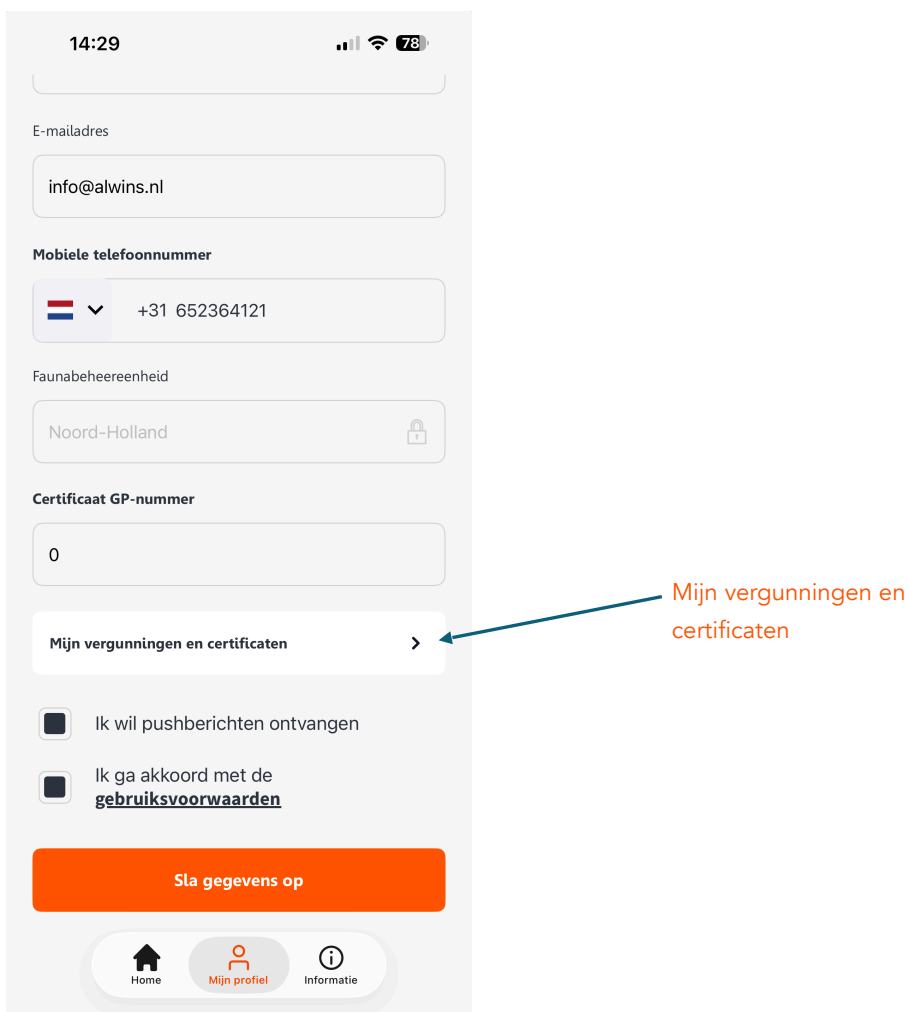 14:29
78
E-mailadres
info@alwins.nl
Mobiele telefoonnummer
+31 652364121
Faunabeheereenheid
Noord-Holland
Certificaat GP-nummer
0
Mijn vergunningen en certificaten
Mijn vergunningen en
certificaten
Ik wil pushberichten ontvangen
Ik ga akkoord met de
gebruiksvoorwaarden
Sla gegevens op
Home
Mijn profiel
Informatie